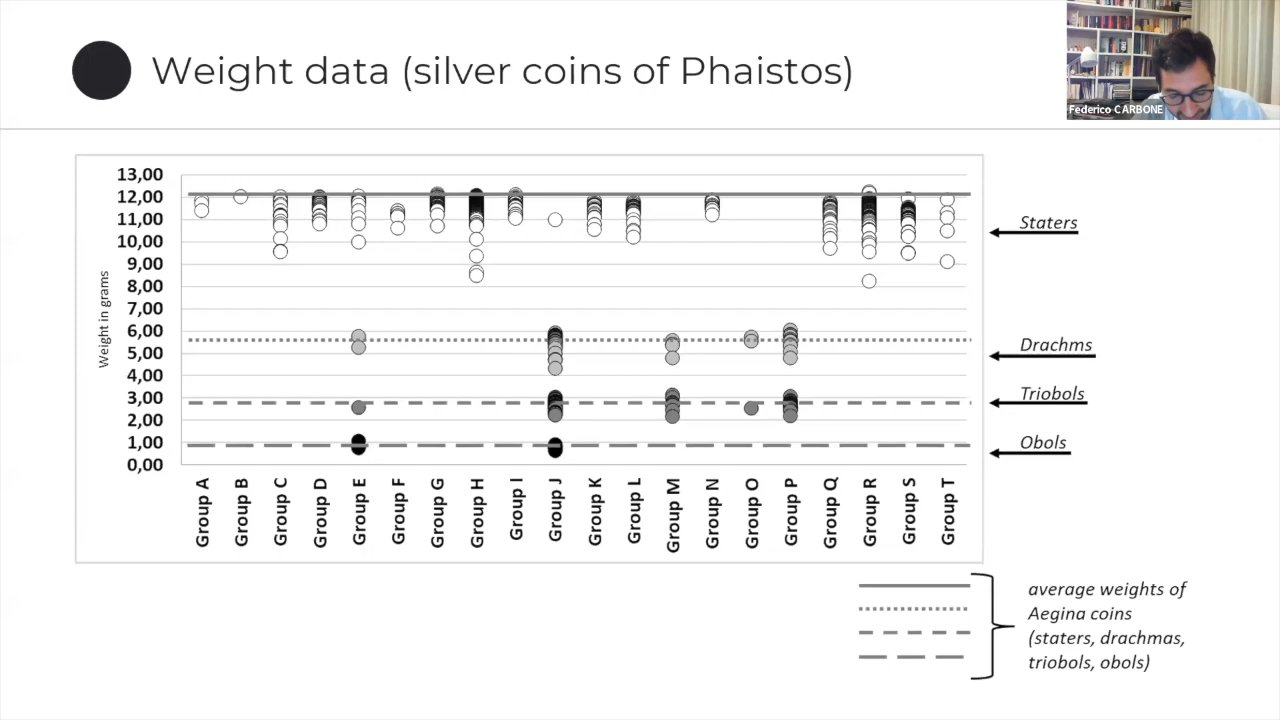 Weight data (silver coins of Phaistos)
Federico CARBONE
Weight in grams
13,00
12,00
11,00
10,00
9,00
8,00
7,00
6,00
5,00
4,00
3,00
2,00
1,00
0,00
Group A
Group B
Group C
Group D
Group E
Group F
Group G
Group H
Group I
Group J
Group K
Group L
Group M
Group N
Group O
Group P
Group Q
Group R
Group S
Group T
Staters
Drachms
Triobols
Obols
average weights of
Aegina coins
(staters, drachmas,
triobols, obols)